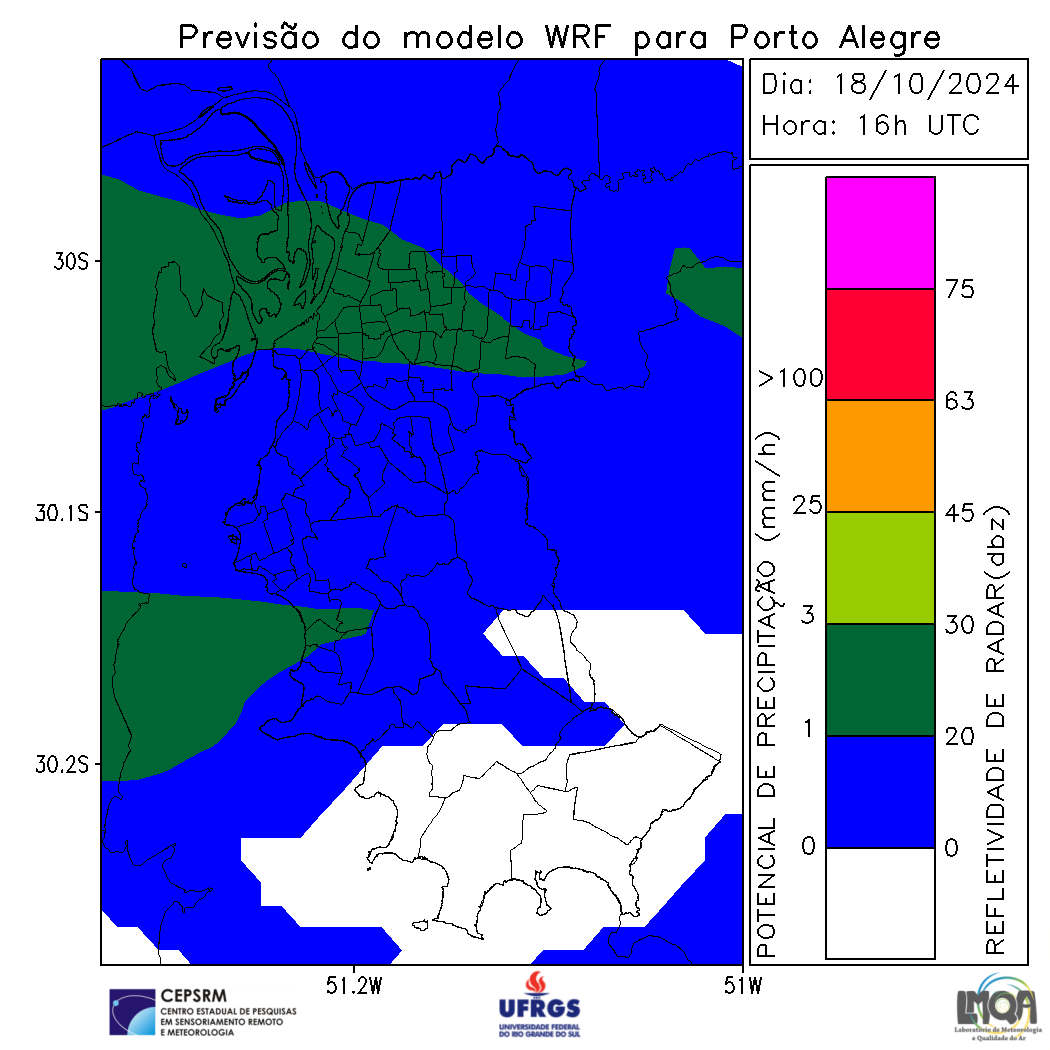 Previsão do modelo WRF para Porto Alegre
Dia: 18/10/2024
Hora: 16h UTC
30S
30.1S
30.2S
51.2W
51W
POTENCIAL DE PRECIPITAÇÃO (mm/h)
>100
25
3
1
0
75
63
45
30
20
0
REFLETIVIDADE DE RADAR(dbz)
CEPSRM
CENTRO ESTADUAL DE PESQUISAS
EM SENSORIAMENTO REMOTO
E METEOROLOGIA
UFRGS
UNIVERSIDADE FEDERAL
DO RIO GRANDE DO SUL
LMQA
Laboratório de Meteorologia
e Qualidade do Ar